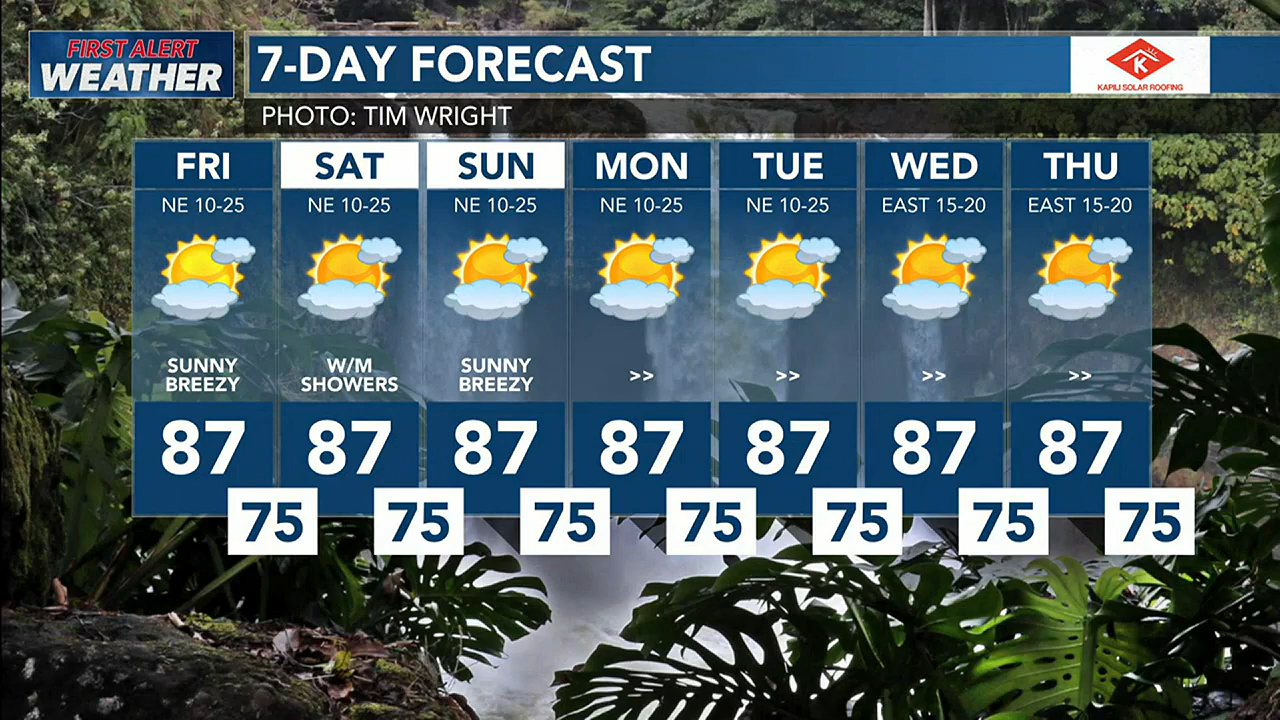 FIRST ALERT
WEATHER
7-DAY FORECAST
K
KAPILI SOLAR ROOFING
PHOTO: TIM WRIGHT
FRI SAT SUN MON TUE WED THU
NE 10-25 NE 10-25 NE 10-25 NE 10-25 NE 10-25 EAST 15-20 EAST 15-20
SUNNY W/M SUNNY
BREEZY SHOWERS BREEZY >> >> >> >>
87 87 87 87 87 87 87
75 75 75 75 75 75 75